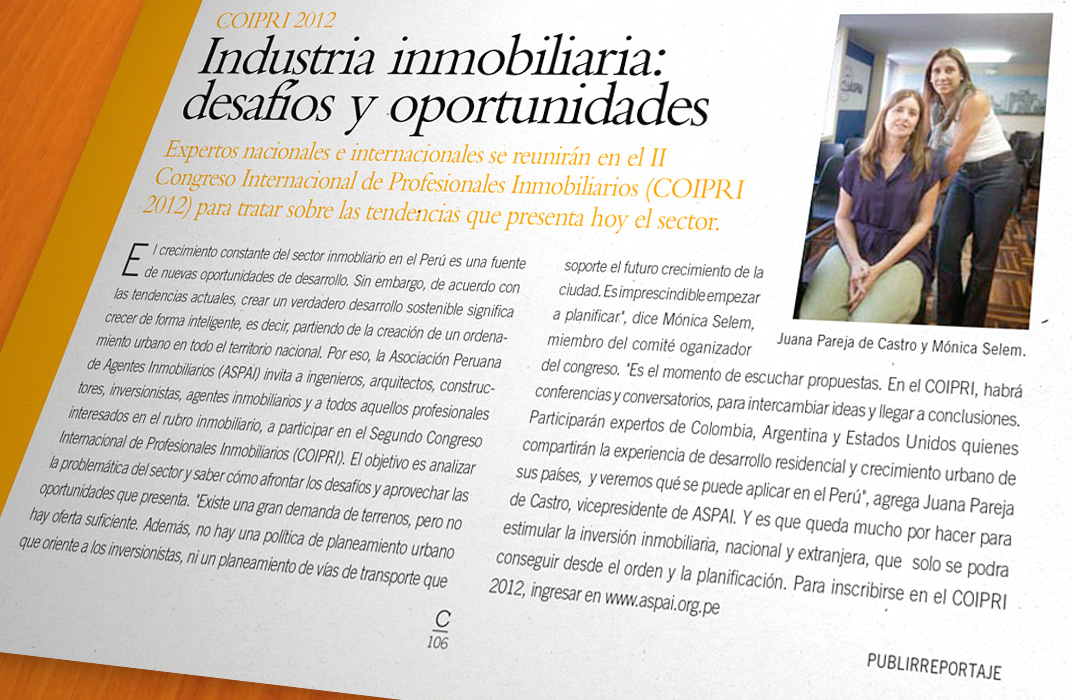 COIPRI 2012
Industria inmobiliaria:
desafíos y oportunidades
Expertos nacionales e internacionales se reunirán en el II
Congreso Internacional de Profesionales Inmobiliarios (COIPRI
2012) para tratar sobre las tendencias que presenta hoy el sector.
El crecimiento constante del sector inmobliario en el Perú es una fuente
de nuevas oportunidades de desarrollo. Sin embargo, de acuerdo con
las tendencias actuales, crear un verdadero desarrollo sostenible significa
crecer de forma inteligente, es decir, partiendo de la creación de un ordena-
miento urbano en todo el territorio nacional. Por eso, la Asociación Peruana
de Agentes Inmobiliarios (ASPAI) invita a ingenieros, arquitectos, construc-
tores, inversionistas, agentes inmobiliarios y a todos aquellos profesionales
interesados en el rubro inmobiliario, a participar en el Segundo Congreso
Internacional de Profesionales Inmobiliarios (COIPRI). El objetivo es analizar
la problemática del sector y saber cómo afrontar los desafíos y aprovechar las
oportunidades que presenta. "Existe una gran demanda de terrenos, pero no
hay oferta suficiente. Además, no hay una política de planeamiento urbano
que oriente a los inversionistas, ni un planeamiento de vías de transporte que
soporte el futuro crecimiento de la
ciudad. Es imprescindible empezar
a planificar", dice Mónica Selem,
miembro del comité oganizador
del congreso. "Es el momento de escuchar propuestas. En el COIPRI, habrá
conferencias y conversatorios, para intercambiar ideas y llegar a conclusiones.
Participarán expertos de Colombia, Argentina y Estados Unidos quienes
compartirán la experiencia de desarrollo residencial y crecimiento urbano de
sus países, y veremos qué se puede aplicar en el Perú", agrega Juana Pareja
de Castro, vicepresidente de ASPAI. Y es que queda mucho por hacer para
estimular la inversión inmobiliaria, nacional y extranjera, que solo se podra
conseguir desde el orden y la planificación. Para inscribirse en el COIPRI
2012, ingresar en www.aspai.org.pe
ASPAI
Juana Pareja de Castro y Mónica Selem.
C
106
PUBLIRREPORTAJE